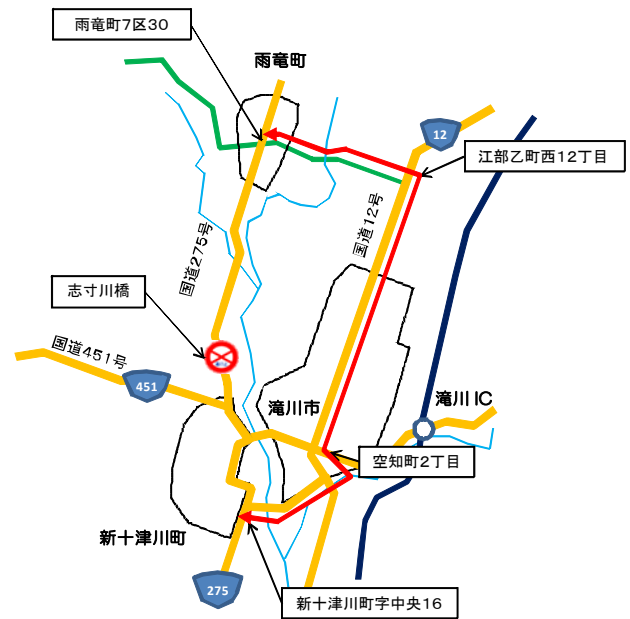 雨竜町7区30
雨竜町
12
江部乙町西12丁目
国道12号
国道275号
志寸川橋
国道451号
451
滝川市
滝川IC
空知町2丁目
新十津川町
275
新十津川町字中央16